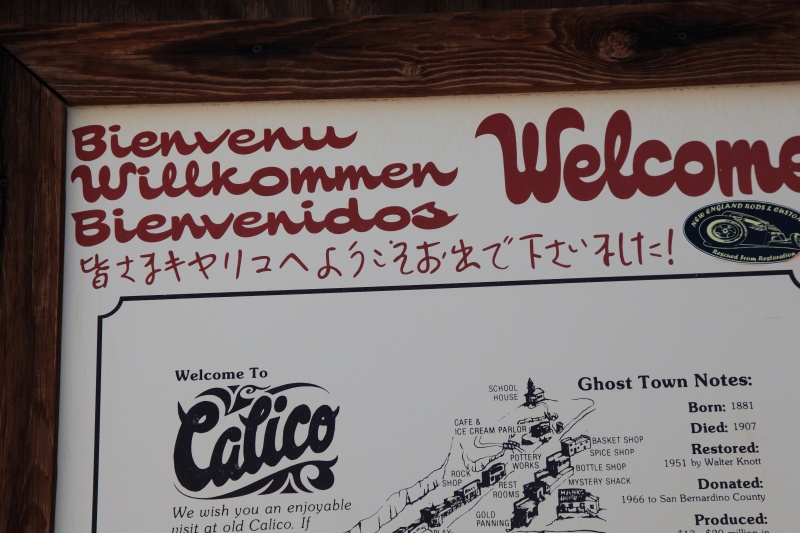 Bienvenu
Willkommen
Bienvenidos
Welcome
皆さまキャリコへようこそお出で下さいました!
NEW ENGLAND RODS & CUSTO
Rescued From Restoration
Welcome To
Calico
We wish you an enjoyable
visit at old Calico. If
SCHOOL
HOUSE
CAFE &
ICE CREAM PARLOR
POTTERY
WORKS
BASKET SHOP
SPICE SHOP
BOTTLE SHOP
MYSTERY SHACK
ROCK
SHOP
REST
ROOMS
GOLD
PANNING
Ghost Town Notes:
Born: 1881
Died: 1907
Restored:
1951 by Walter Knott
Donated:
1966 to San Bernardino County
Produced: